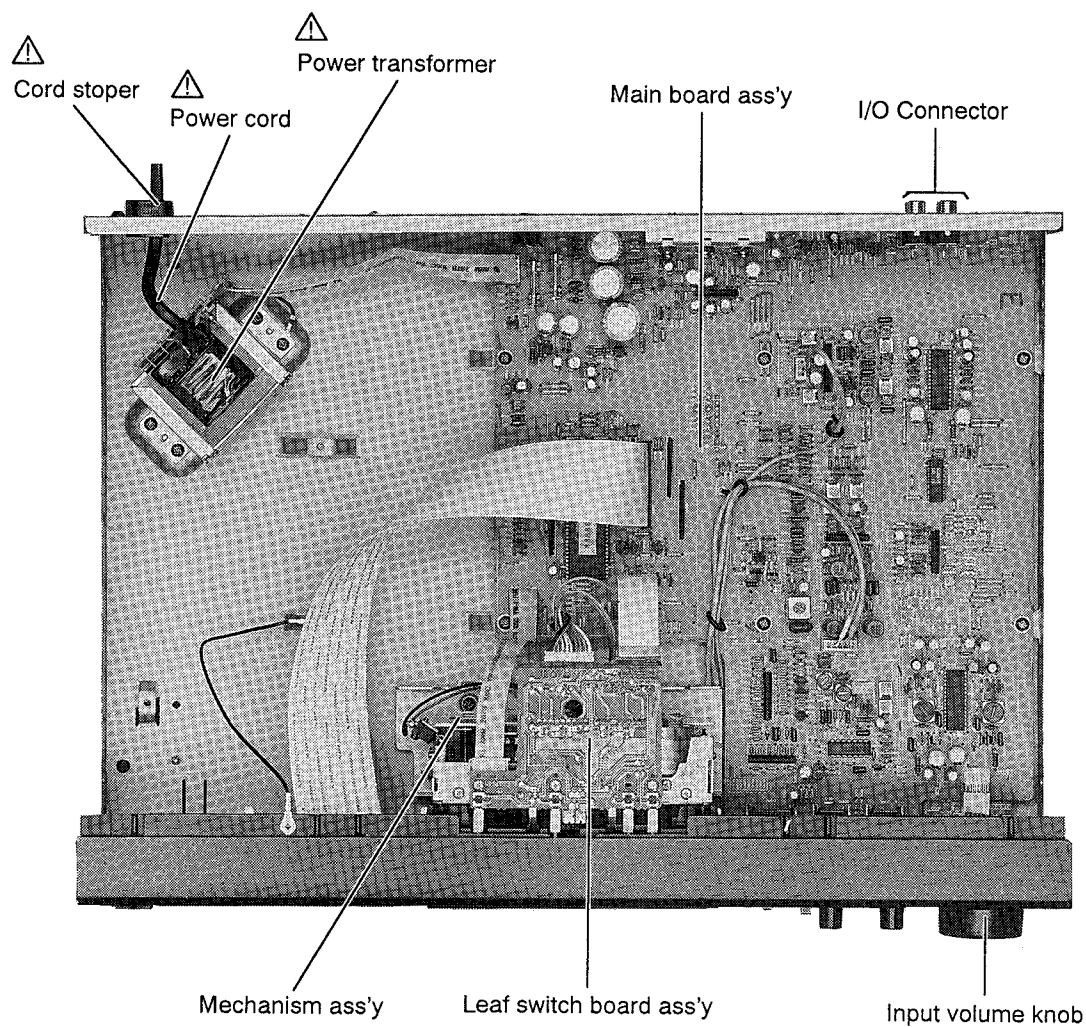 Power transformer
Cord stoper
Power cord
Main board ass'y
I/O Connector
Mechanism ass'y
Leaf switch board ass'y
Input volume knob